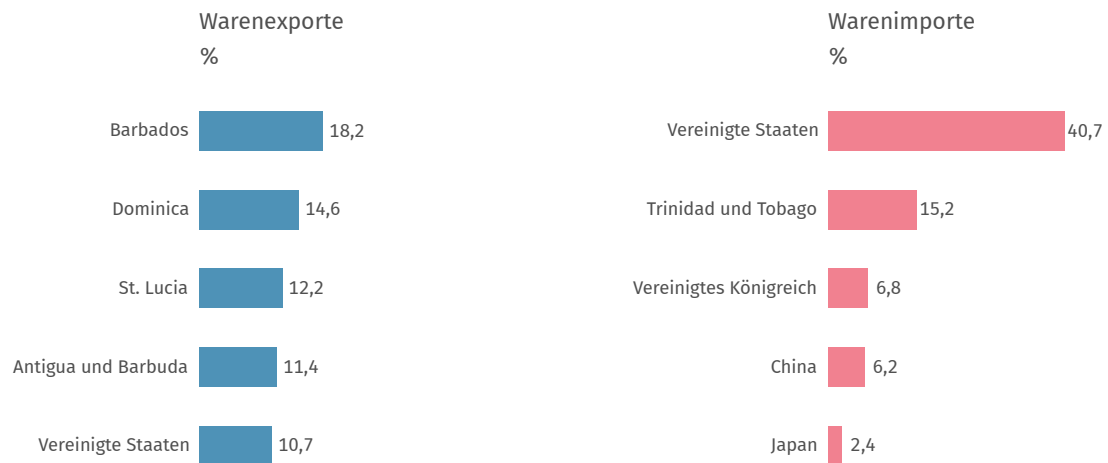 Warenexporte
%
Barbados 18,2
Dominica 14,6
St. Lucia 12,2
Antigua und Barbuda 11,4
Vereinigte Staaten 10,7
Warenimporte
%
Vereinigte Staaten 40,7
Trinidad und Tobago 15,2
Vereinigtes Königreich 6,8
China 6,2
Japan 2,4